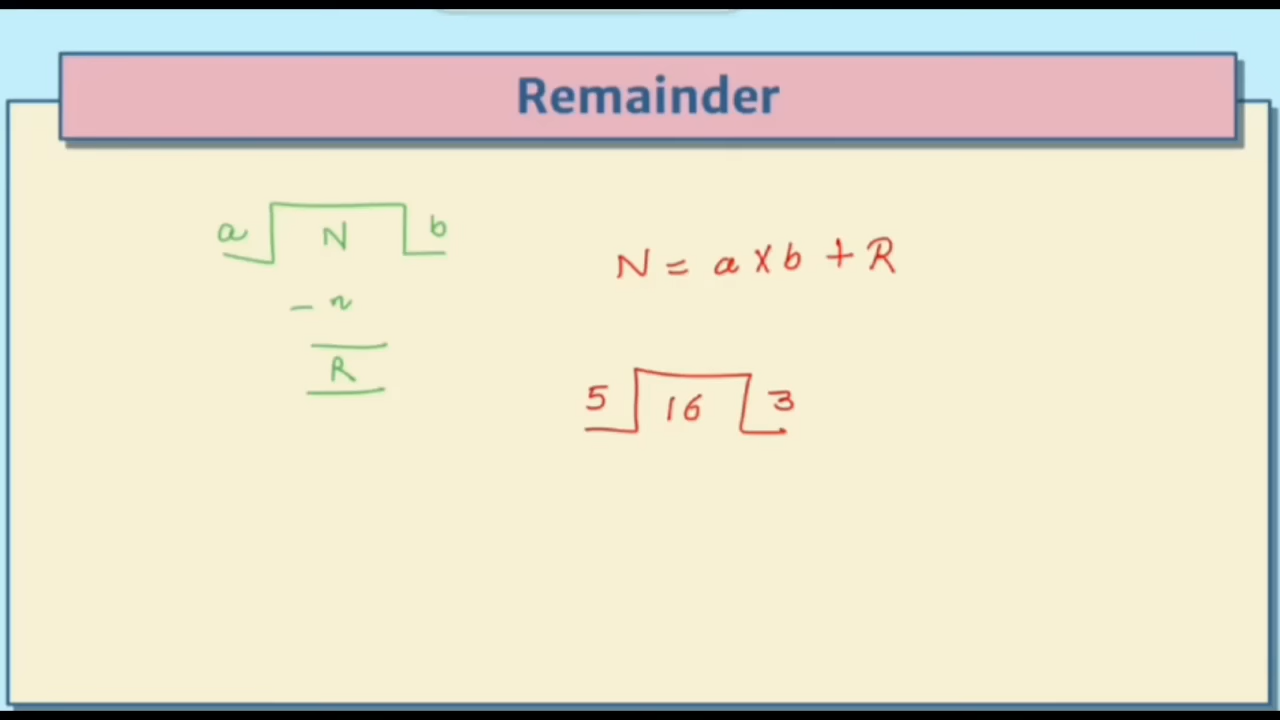 Remainder
a N b
- n
R
N = a x b + R
5 16 3